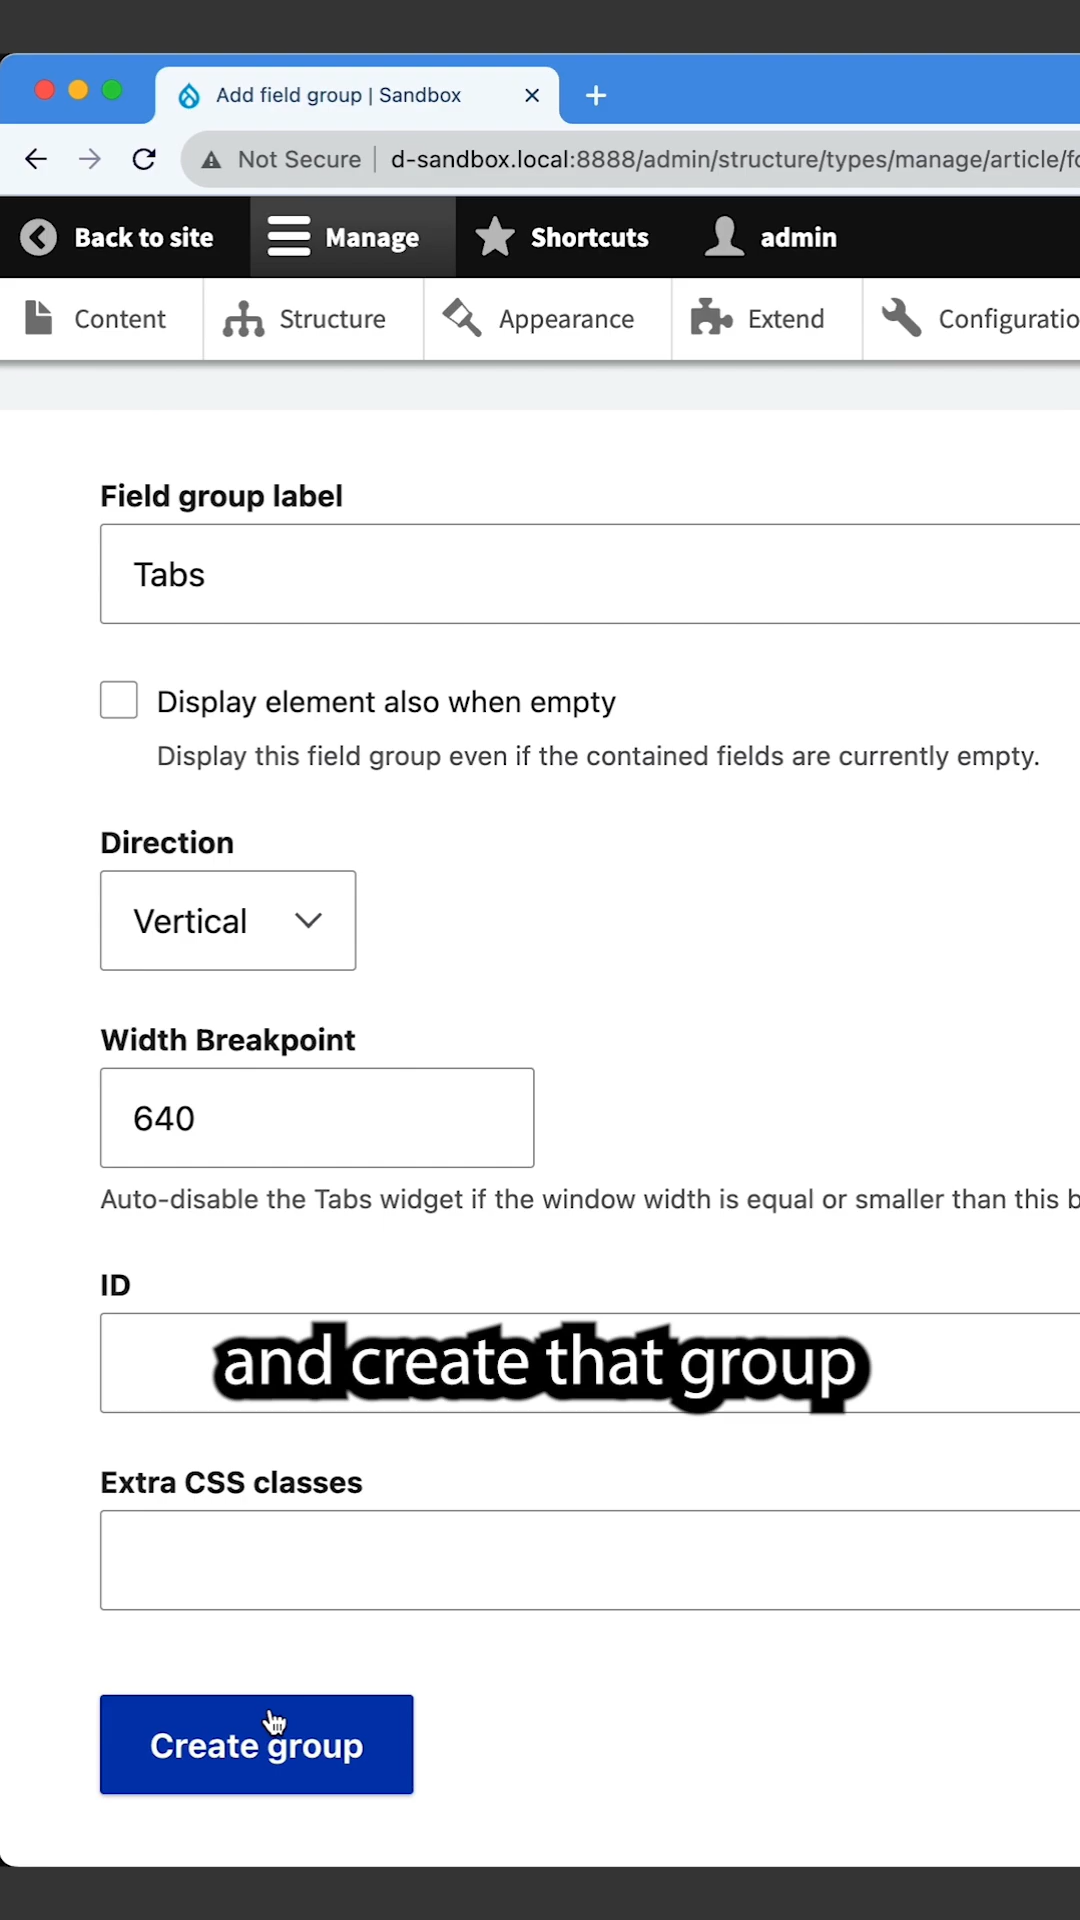 Add field group | Sandbox
Not Secure
d-sandbox.local:8888/admin/structure/types/manage/article/fo
Back to site
Manage
Shortcuts
admin
Content
Structure
Appearance
Extend
Configuratio
Field group label
Tabs
Display element also when empty
Display this field group even if the contained fields are currently empty.
Direction
Vertical
Width Breakpoint
640
Auto-disable the Tabs widget if the window width is equal or smaller than this b
ID
and create that group
Extra CSS classes
Create group